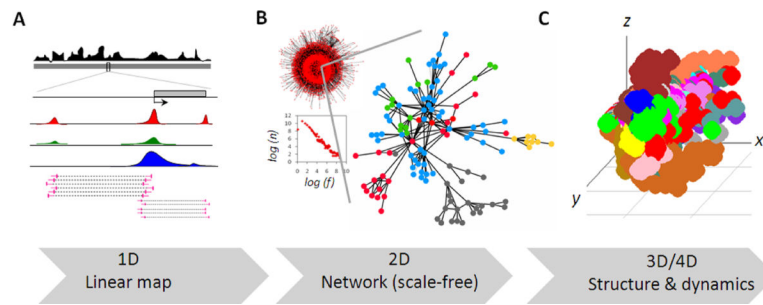 A
B
C
z
12
10
8
6
4
2
0
log (n)
0 2 4 6 8 10
log (f)
x
y
1D
Linear map
2D
Network (scale-free)
3D/4D
Structure & dynamics